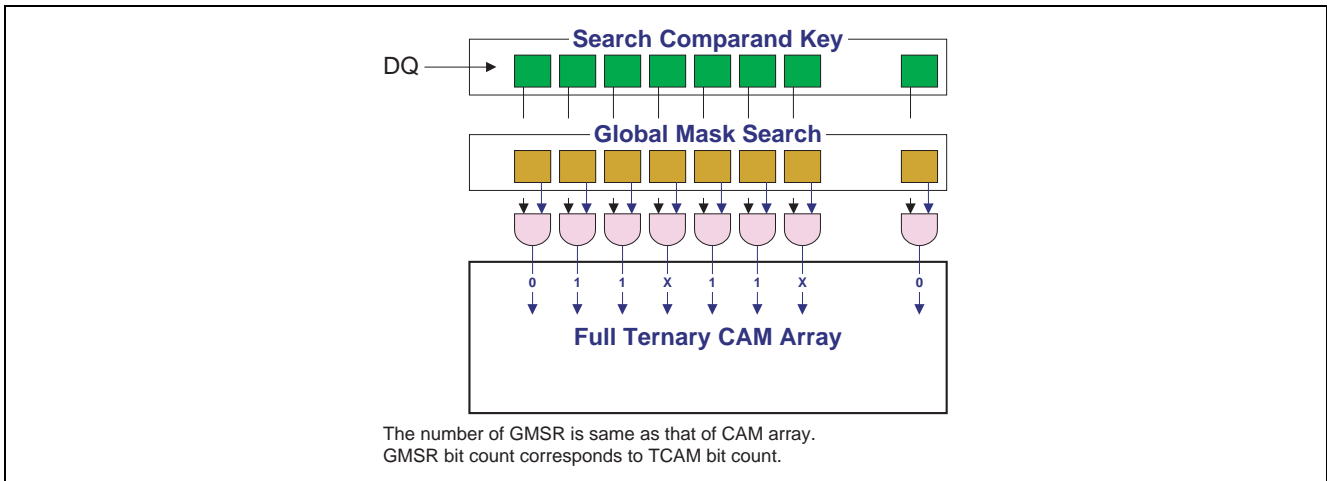 Search Comparand Key
DQ
Global Mask Search
0 1 1 X 1 1 X 0
Full Ternary CAM Array
The number of GMSR is same as that of CAM array.
GMSR bit count corresponds to TCAM bit count.